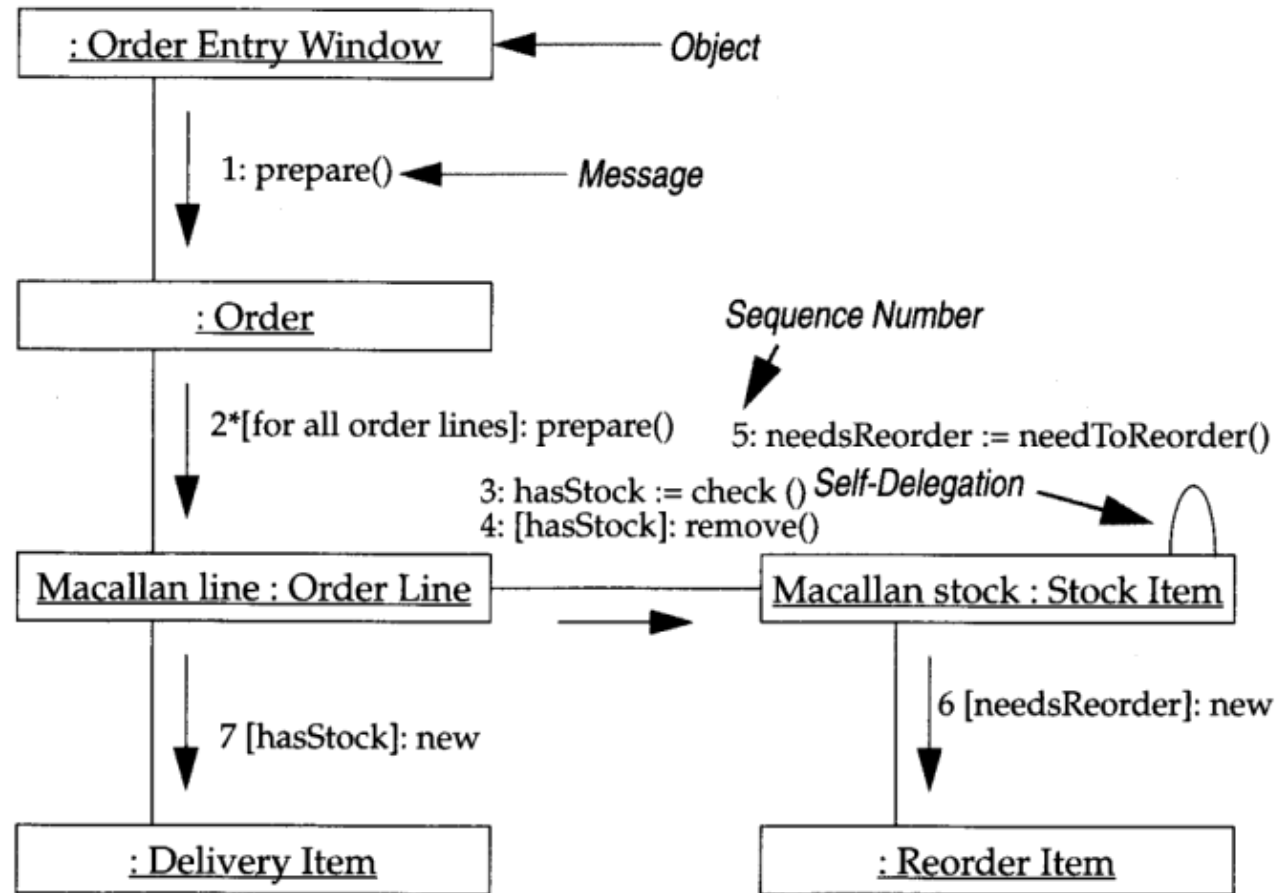 : Order Entry Window
Object
1: prepare()
Message
: Order
Sequence Number
2*[for all order lines]: prepare()
5: needsReorder := needToReorder()
3: hasStock := check ()
Self-Delegation
4: [hasStock]: remove()
Macallan line : Order Line
Macallan stock : Stock Item
7 [hasStock]: new
6 [needsReorder]: new
: Delivery Item
: Reorder Item